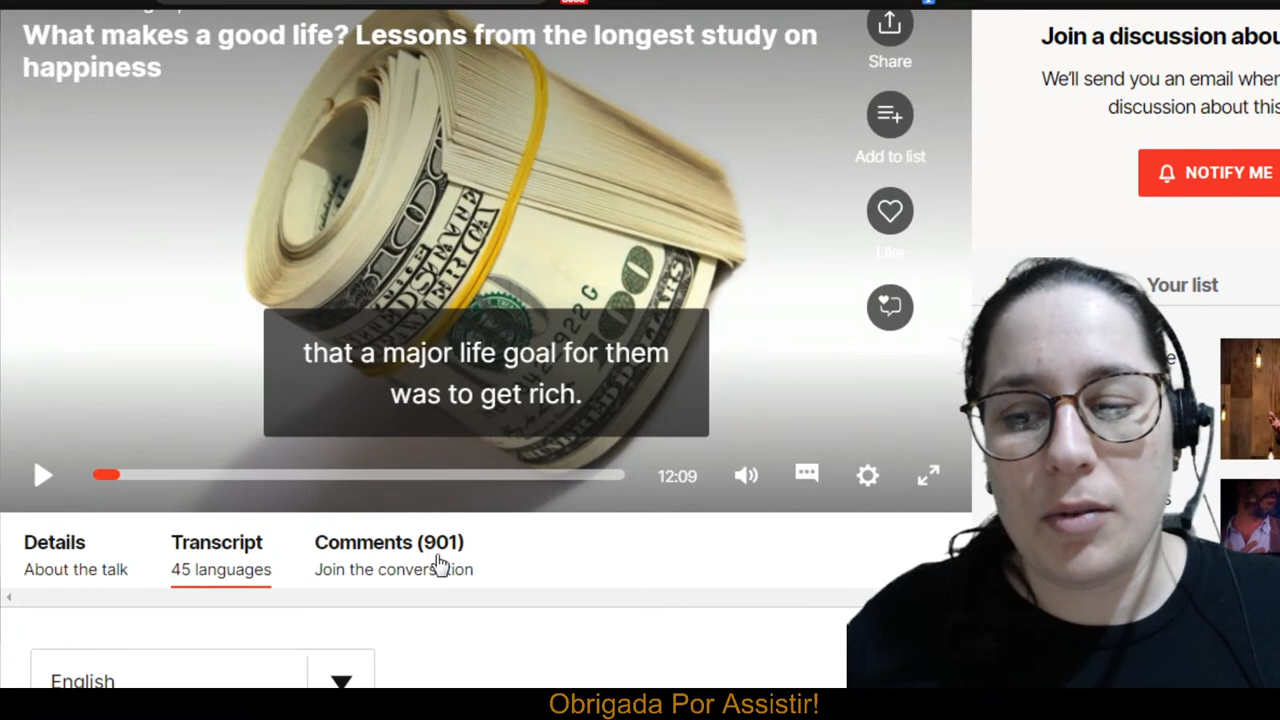 What makes a good life? Lessons from the longest study on
happiness
Share
Add to list
Like
that a major life goal for them
was to get rich.
12:09
Details
About the talk
Transcript
45 languages
Comments (901)
Join the conversation
English
Join a discussion abou
We'll send you an email when
discussion about this
NOTIFY ME
Your list
Obrigada Por Assistir!